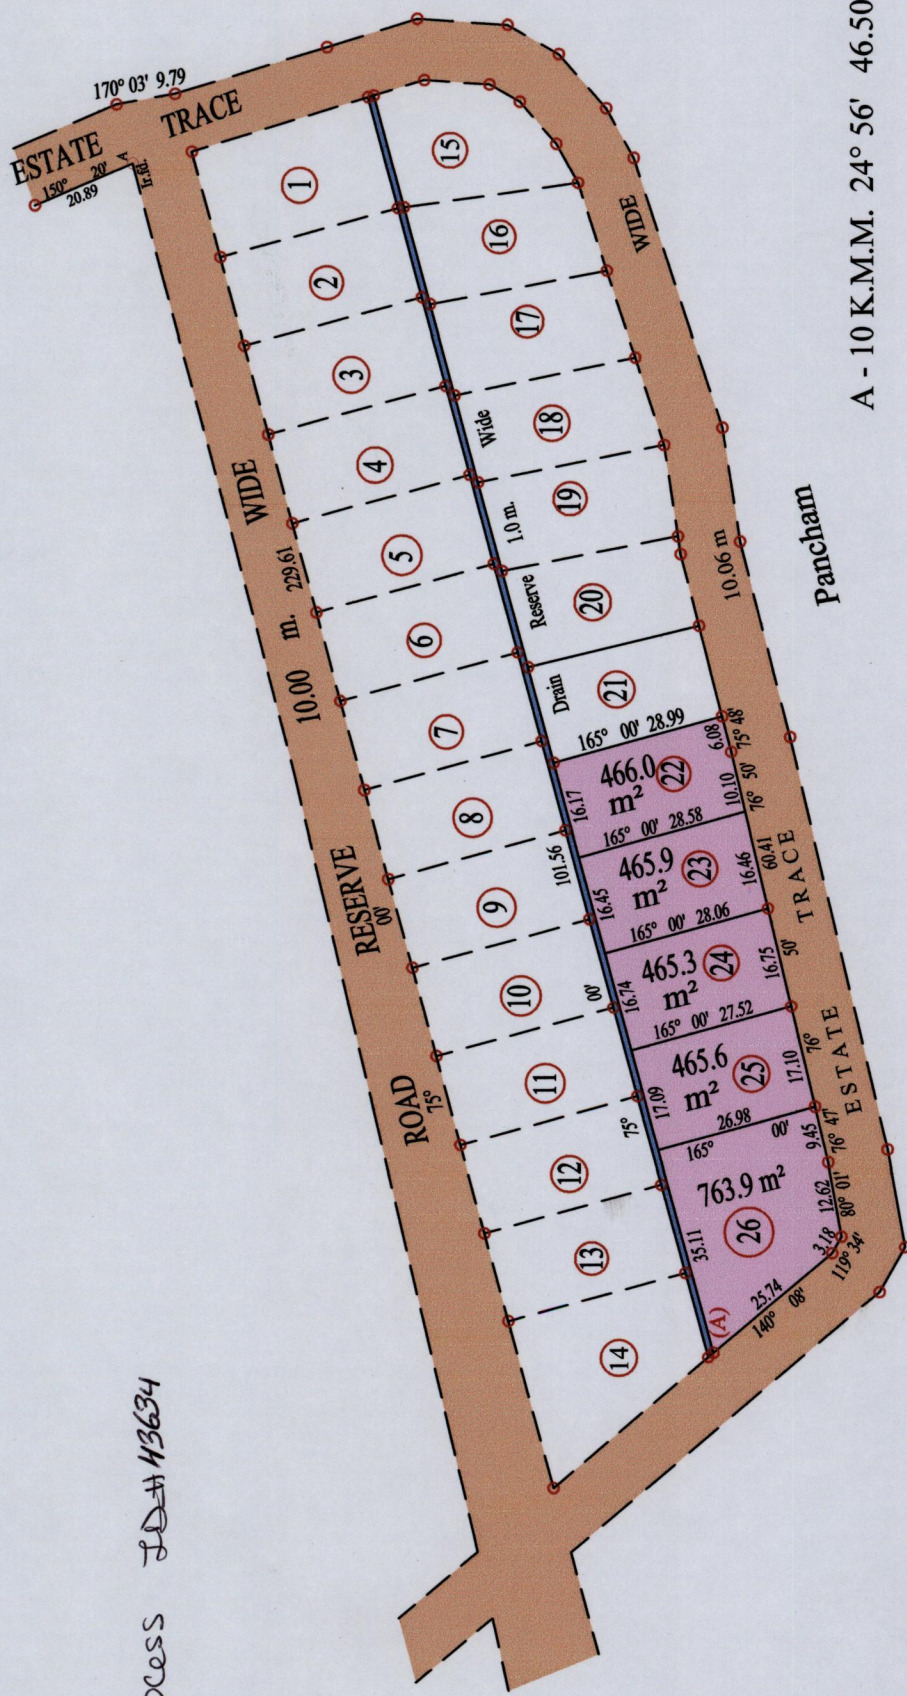 ESTATE TRACE
150° 20'
20.89
A
Ir.fd.
170° 03' 9.79
ROAD RESERVE 10.00 m. WIDE
75° 00' 229.61
1
2
3
4
5
6
7
8
9
10
11
12
13
14
15
16
17
18
19
20
21
22
23
24
25
26
Drain Reserve 1.0 m. Wide
75° 00' 101.56
466.0
m²
465.9
m²
465.3
m²
465.6
m²
763.9 m²
165° 00' 28.99
165° 00' 28.58
165° 00' 28.06
165° 00' 27.52
165° 00'
26.98
16.17
16.45
16.74
17.09
35.11
6.08
75° 48'
10.10
76° 50'
16.46
60.41
16.75
76° 50'
17.10
9.45
76° 47'
12.62
80° 01'
3.18
119° 34'
25.74
140° 08'
(A)
ESTATE TRACE 10.06 m WIDE
Pancham
A - 10 K.M.M. 24° 56' 46.50
ocess ID# 43634